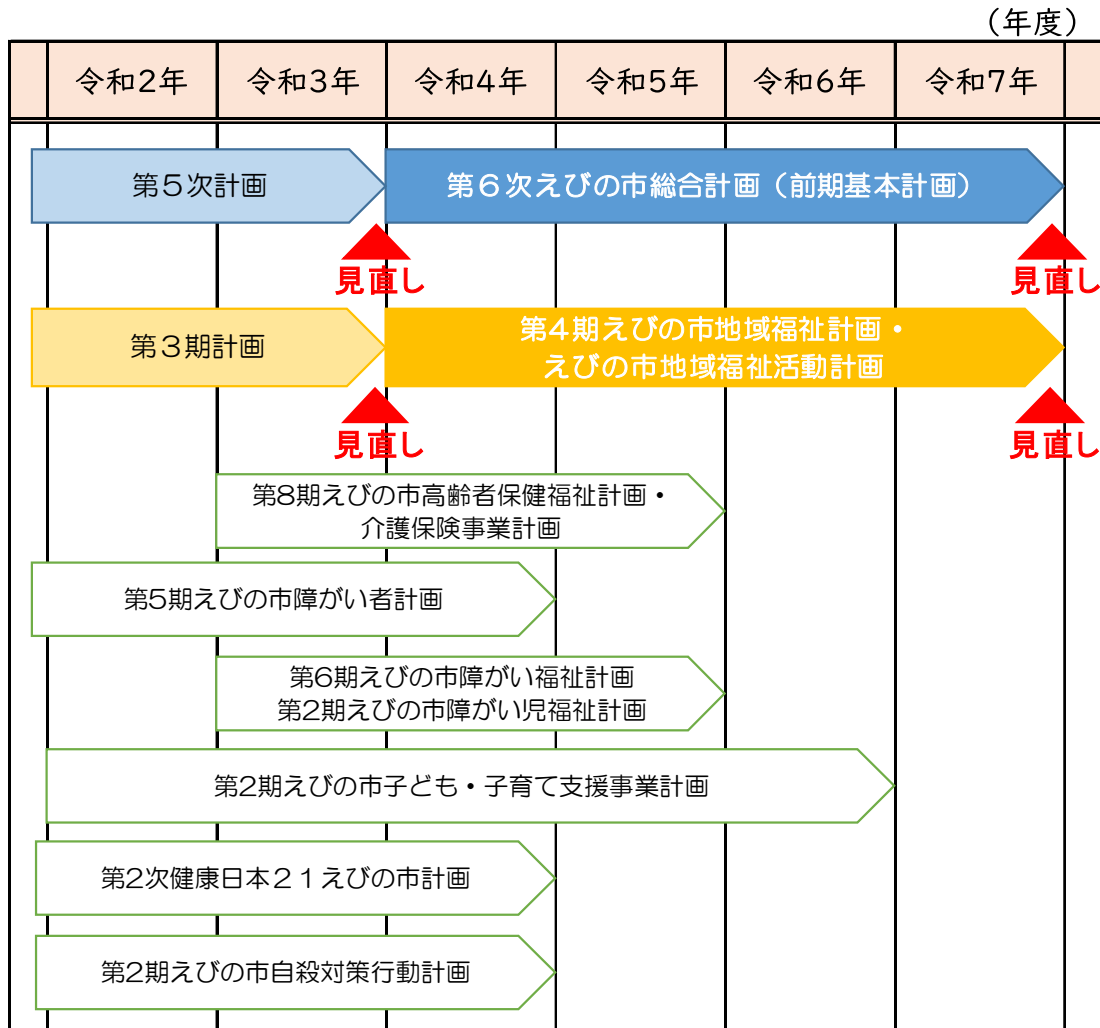 （年度）
令和2年 令和3年 令和4年 令和5年 令和6年 令和7年
第５次計画 第６次えびの市総合計画（前期基本計画）
見直し 見直し
第３期計画 第４期えびの市地域福祉計画・
えびの市地域福祉活動計画
見直し 見直し
第8期えびの市高齢者保健福祉計画・
介護保険事業計画
第5期えびの市障がい者計画
第6期えびの市障がい福祉計画
第2期えびの市障がい児福祉計画
第2期えびの市子ども・子育て支援事業計画
第2次健康日本２１えびの市計画
第2期えびの市自殺対策行動計画